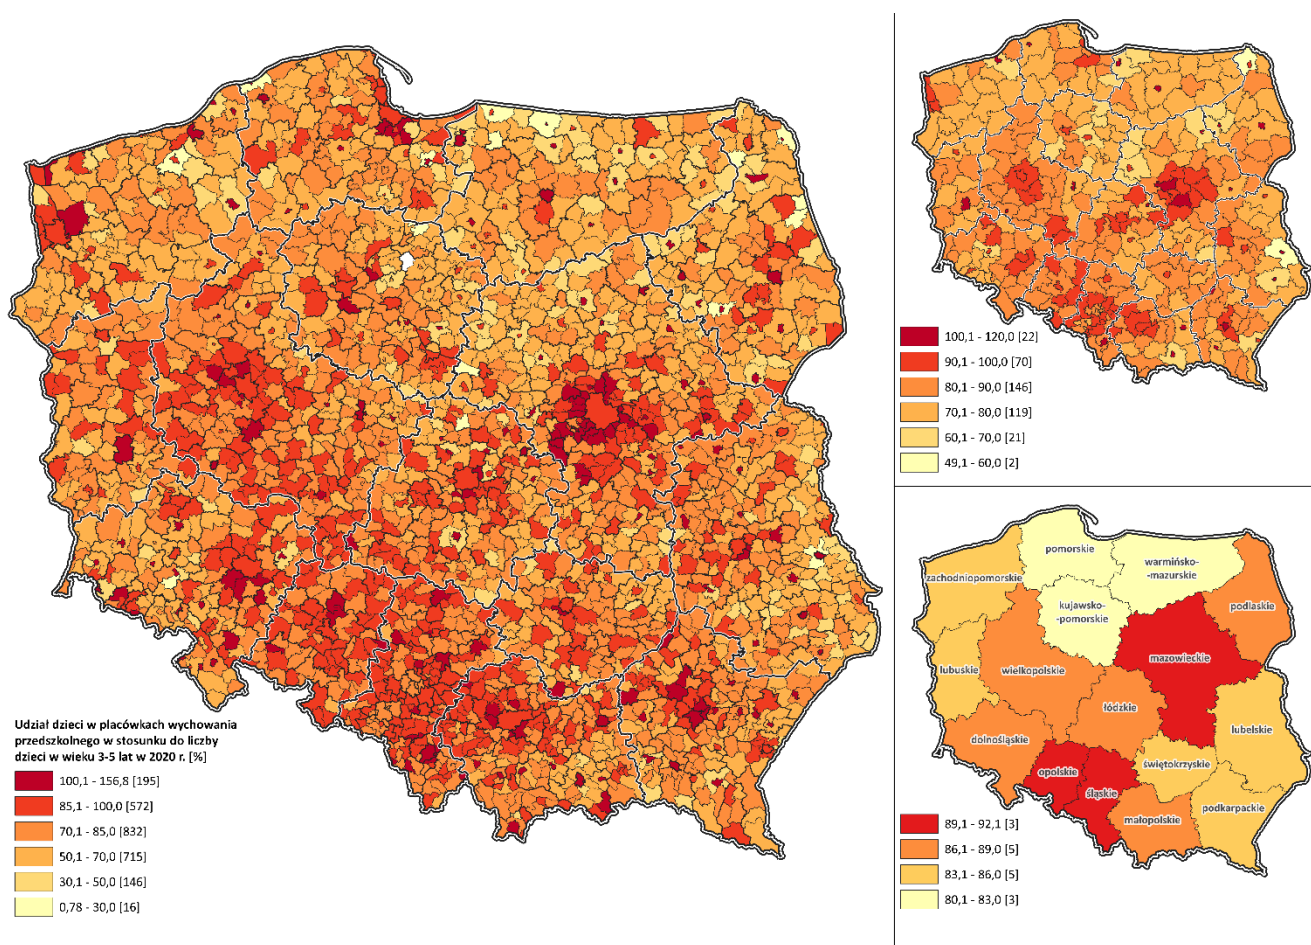 Udział dzieci w placówkach wychowania
przedszkolnego w stosunku do liczby
dzieci w wieku 3-5 lat w 2020 r. [%]
100,1 - 156,8 [195]
85,1 - 100,0 [572]
70,1 - 85,0 [832]
50,1 - 70,0 [715]
30,1 - 50,0 [146]
0,78 - 30,0 [16]
100,1 - 120,0 [22]
90,1 - 100,0 [70]
80,1 - 90,0 [146]
70,1 - 80,0 [119]
60,1 - 70,0 [21]
49,1 - 60,0 [2]
pomorskie
warmińsko-
-mazurskie
zachodniopomorskie
kujawsko-
-pomorskie
podlaskie
mazowieckie
lubuskie
wielkopolskie
łódzkie
lubelskie
dolnośląskie
opolskie
śląskie
świętokrzyskie
małopolskie
podkarpackie
89,1 - 92,1 [3]
86,1 - 89,0 [5]
83,1 - 86,0 [5]
80,1 - 83,0 [3]